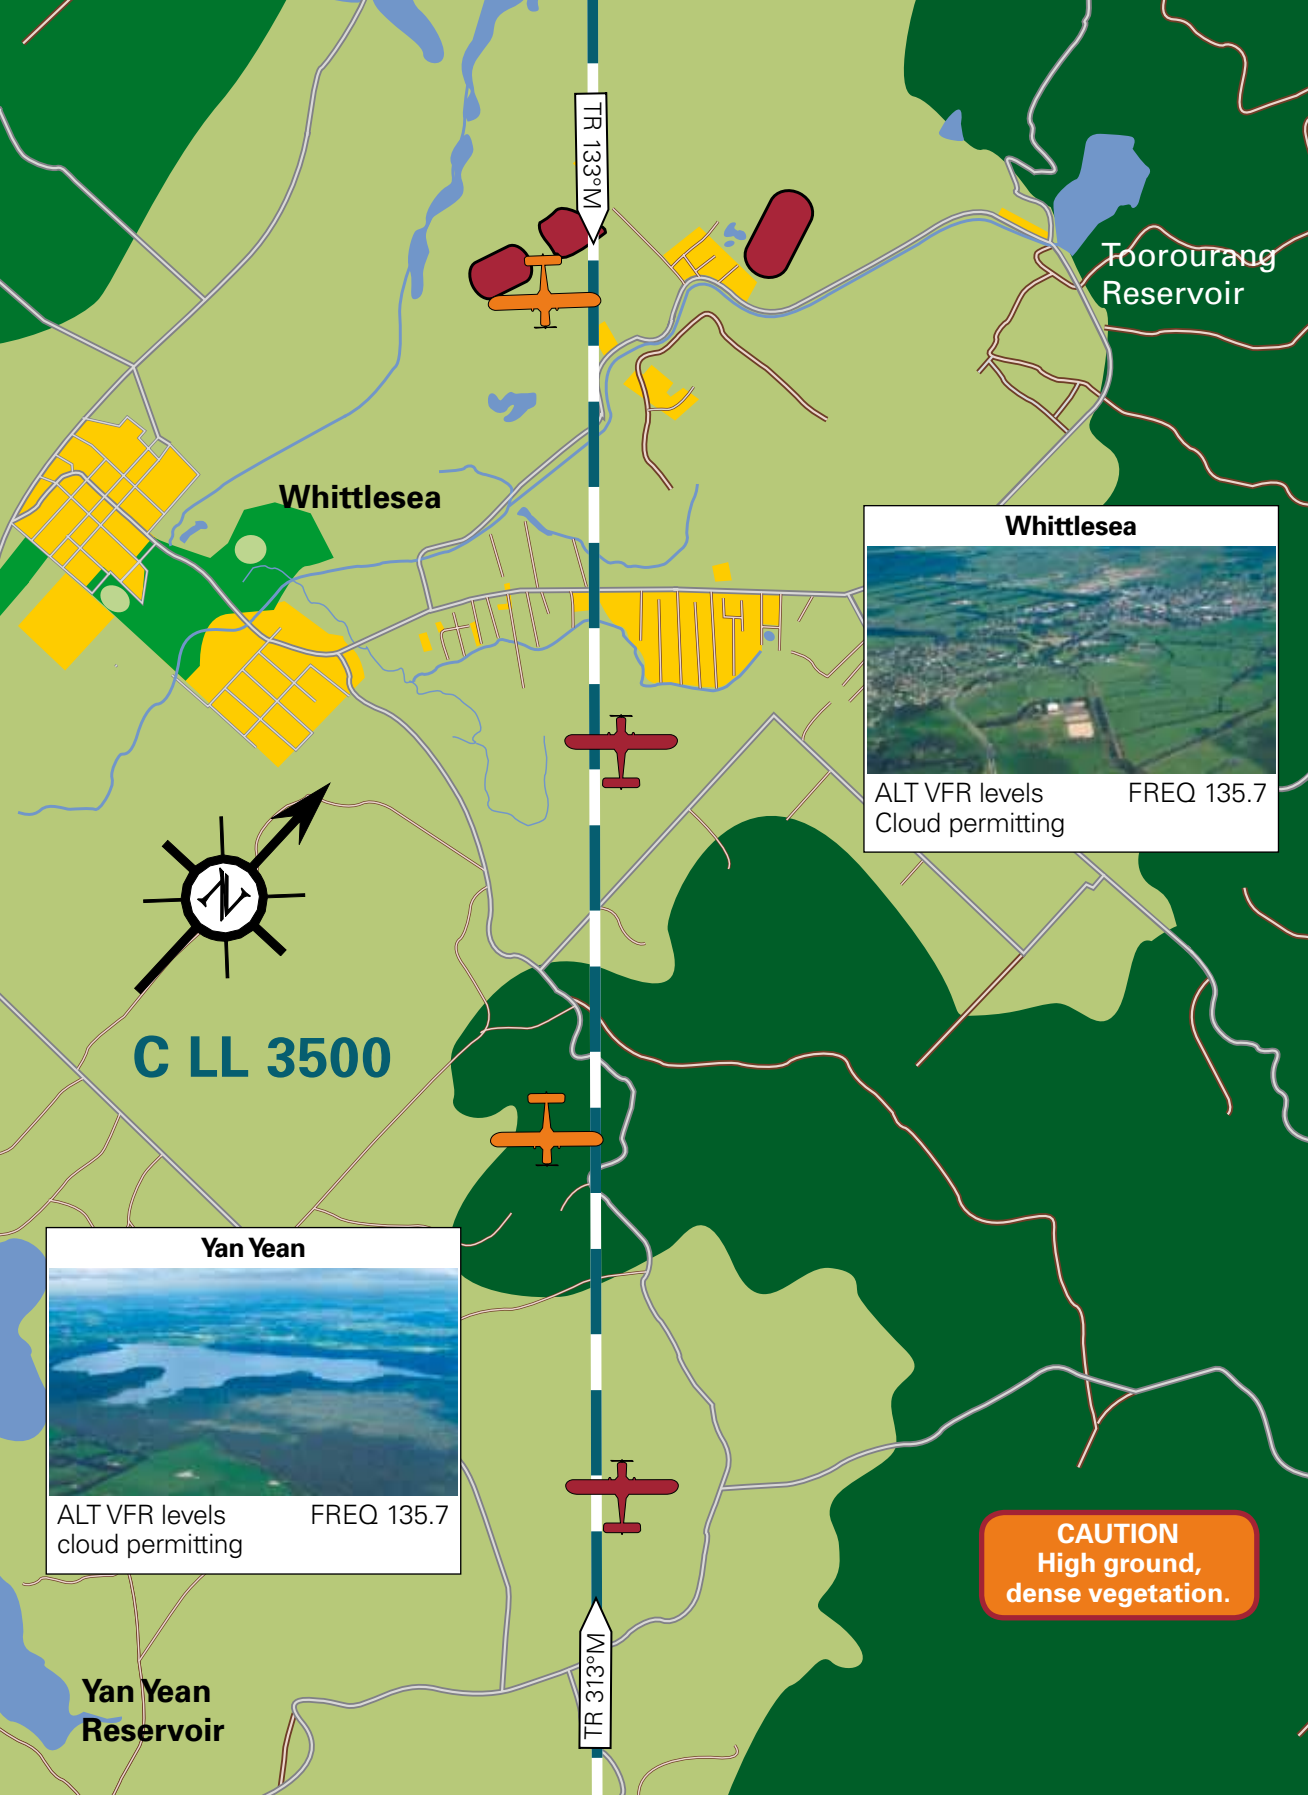 TR 133°M
Toorourang
Reservoir
Whittlesea
Whittlesea
ALT VFR levels FREQ 135.7
Cloud permitting
N
C LL 3500
Yan Yean
ALT VFR levels FREQ 135.7
cloud permitting
CAUTION
High ground,
dense vegetation.
TR 313°M
Yan Yean
Reservoir